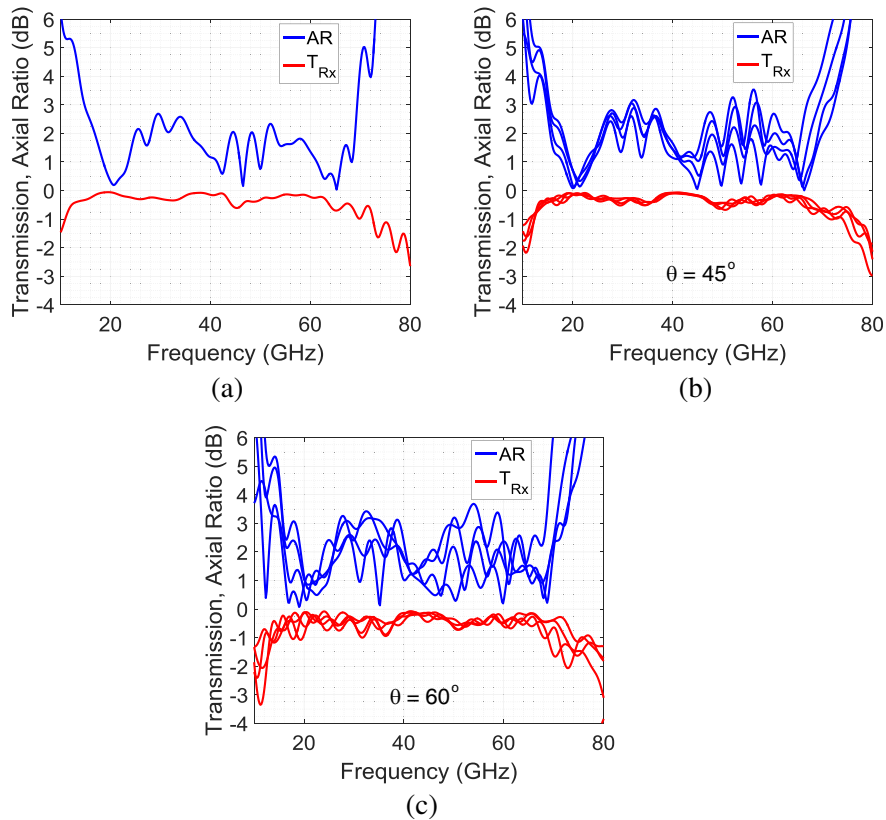 Transmission, Axial Ratio (dB)
6
5
4
3
2
1
0
-1
-2
-3
-4
AR
T_Rx
20 40 60 80
Frequency (GHz)
(a)
Transmission, Axial Ratio (dB)
6
5
4
3
2
1
0
-1
-2
-3
-4
AR
T_Rx
θ = 45°
20 40 60 80
Frequency (GHz)
(b)
Transmission, Axial Ratio (dB)
6
5
4
3
2
1
0
-1
-2
-3
-4
AR
T_Rx
θ = 60°
20 40 60 80
Frequency (GHz)
(c)